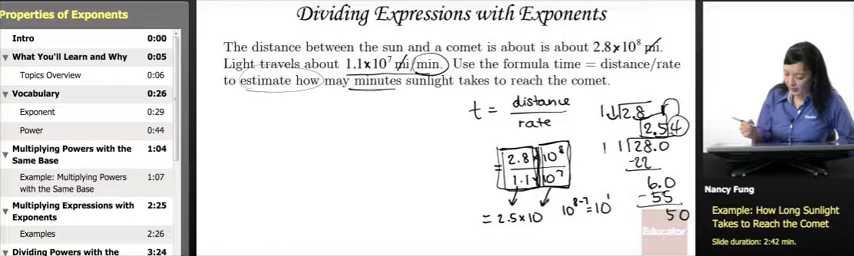 Properties of Exponents
Intro 0:00
What You'll Learn and Why 0:06
Topics Overview 0:06
Vocabulary 0:26
Exponent 0:29
Power 0:44
Multiplying Powers with the Same Base 1:04
Example: Multiplying Powers with the Same Base 1:07
Multiplying Expressions with Exponents 2:25
Examples 2:26
Dividing Powers with the 3:24
Dividing Expressions with Exponents
The distance between the sun and a comet is about is about 2.8×10⁸ mi.
Light travels about 1.1×10⁷ mi/min. Use the formula time = distance/rate
to estimate how may minutes sunlight takes to reach the comet.
t = distance
rate
= 2.8 × 10⁸
1.1 × 10⁷
= 2.5 × 10 10⁸⁻⁷ = 10¹
1.1 2.8
2.54
11 28.0
-22
6.0
-55
50
Educator
Nancy Fung
Example: How Long Sunlight
Takes to Reach the Comet
Slide duration: 2:42 min.